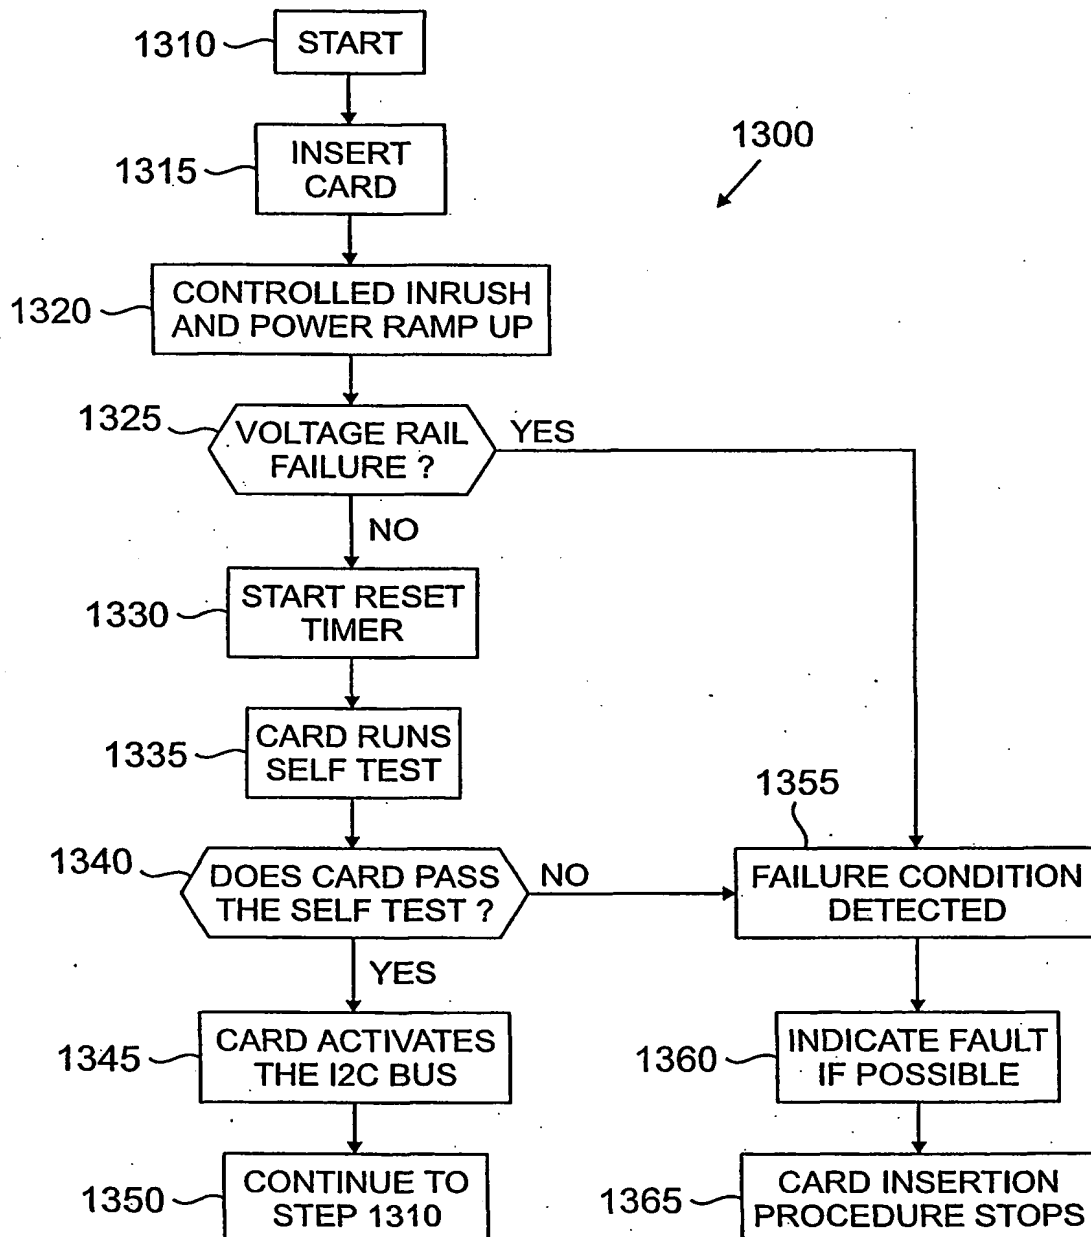 1310
START
1300
1315
INSERT
CARD
1320
CONTROLLED INRUSH
AND POWER RAMP UP
1325
VOLTAGE RAIL
FAILURE ?
YES
NO
1330
START RESET
TIMER
1335
CARD RUNS
SELF TEST
1340
DOES CARD PASS
THE SELF TEST ?
NO
1355
FAILURE CONDITION
DETECTED
YES
1345
CARD ACTIVATES
THE I2C BUS
1360
INDICATE FAULT
IF POSSIBLE
1350
CONTINUE TO
STEP 1310
1365
CARD INSERTION
PROCEDURE STOPS